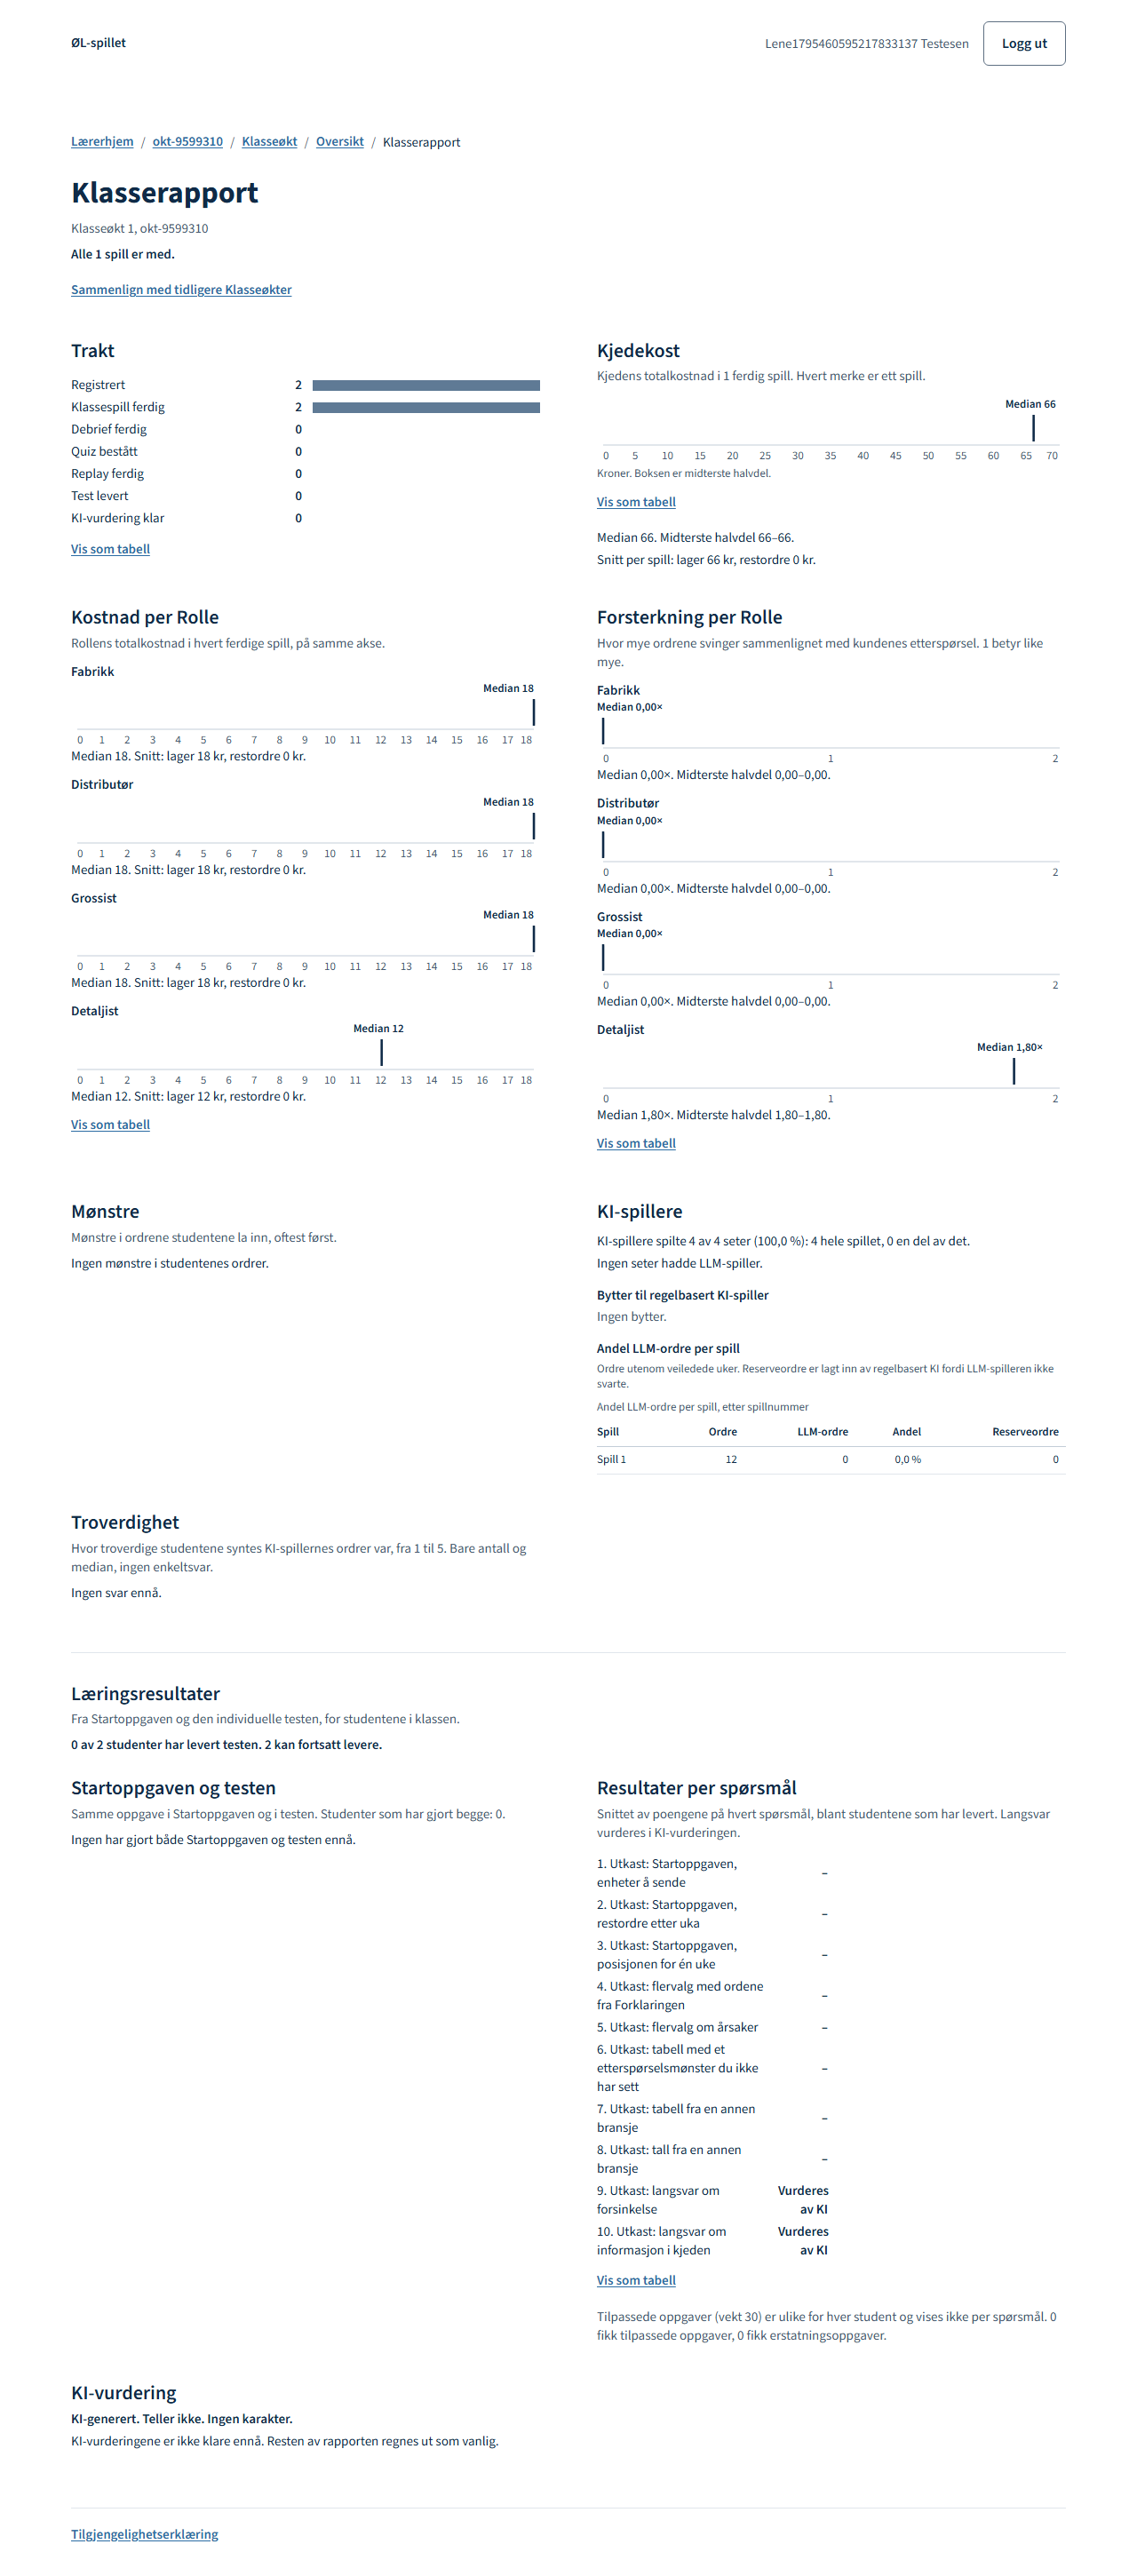 ØL-spillet
Lene1795460595217833137 Testesen
Logg ut
Lærerhjem / okt-9599310 / Klasseøkt / Oversikt / Klasserapport
Klasserapport
Klasseøkt 1, okt-9599310
Alle 1 spill er med.
Sammenlign med tidligere Klasseøkter
Trakt
Registrert 2
Klassespill ferdig 2
Debrief ferdig 0
Quiz bestått 0
Replay ferdig 0
Test levert 0
KI-vurdering klar 0
Vis som tabell
Kjedekost
Kjedens totalkostnad i 1 ferdig spill. Hvert merke er ett spill.
Median 66
0 5 10 15 20 25 30 35 40 45 50 55 60 65 70
Kroner. Boksen er midterste halvdel.
Vis som tabell
Median 66. Midterste halvdel 66–66.
Snitt per spill: lager 66 kr, restordre 0 kr.
Kostnad per Rolle
Rollens totalkostnad i hvert ferdige spill, på samme akse.
Fabrikk
Median 18
0 1 2 3 4 5 6 7 8 9 10 11 12 13 14 15 16 17 18
Median 18. Snitt: lager 18 kr, restordre 0 kr.
Distributør
Median 18
0 1 2 3 4 5 6 7 8 9 10 11 12 13 14 15 16 17 18
Median 18. Snitt: lager 18 kr, restordre 0 kr.
Grossist
Median 18
0 1 2 3 4 5 6 7 8 9 10 11 12 13 14 15 16 17 18
Median 18. Snitt: lager 18 kr, restordre 0 kr.
Detaljist
Median 12
0 1 2 3 4 5 6 7 8 9 10 11 12 13 14 15 16 17 18
Median 12. Snitt: lager 12 kr, restordre 0 kr.
Vis som tabell
Forsterkning per Rolle
Hvor mye ordrene svinger sammenlignet med kundenes etterspørsel. 1 betyr like
mye.
Fabrikk
Median 0,00×
0 1 2
Median 0,00×. Midterste halvdel 0,00–0,00.
Distributør
Median 0,00×
0 1 2
Median 0,00×. Midterste halvdel 0,00–0,00.
Grossist
Median 0,00×
0 1 2
Median 0,00×. Midterste halvdel 0,00–0,00.
Detaljist
Median 1,80×
0 1 2
Median 1,80×. Midterste halvdel 1,80–1,80.
Vis som tabell
Mønstre
Mønstre i ordrene studentene la inn, oftest først.
Ingen mønstre i studentenes ordrer.
KI-spillere
KI-spillere spilte 4 av 4 seter (100,0 %): 4 hele spillet, 0 en del av det.
Ingen seter hadde LLM-spiller.
Bytter til regelbasert KI-spiller
Ingen bytter.
Andel LLM-ordre per spill
Ordre utenom veiledede uker. Reserveordre er lagt inn av regelbasert KI fordi LLM-spilleren ikke
svarte.
Andel LLM-ordre per spill, etter spillnummer
Spill Ordre LLM-ordre Andel Reserveordre
Spill 1 12 0 0,0 % 0
Troverdighet
Hvor troverdige studentene syntes KI-spillernes ordrer var, fra 1 til 5. Bare antall og
median, ingen enkeltsvar.
Ingen svar ennå.
Læringsresultater
Fra Startoppgaven og den individuelle testen, for studentene i klassen.
0 av 2 studenter har levert testen. 2 kan fortsatt levere.
Startoppgaven og testen
Samme oppgave i Startoppgaven og i testen. Studenter som har gjort begge: 0.
Ingen har gjort både Startoppgaven og testen ennå.
Resultater per spørsmål
Snittet av poengene på hvert spørsmål, blant studentene som har levert. Langsvar
vurderes i KI-vurderingen.
1. Utkast: Startoppgaven,
enheter å sende –
2. Utkast: Startoppgaven,
restordre etter uka –
3. Utkast: Startoppgaven,
posisjonen for én uke –
4. Utkast: flervalg med ordene
fra Forklaringen –
5. Utkast: flervalg om årsaker –
6. Utkast: tabell med et
etterspørselsmønster du ikke –
har sett
7. Utkast: tabell fra en annen
bransje –
8. Utkast: tall fra en annen
bransje –
9. Utkast: langsvar om Vurderes
forsinkelse av KI
10. Utkast: langsvar om Vurderes
informasjon i kjeden av KI
Vis som tabell
Tilpassede oppgaver (vekt 30) er ulike for hver student og vises ikke per spørsmål. 0
fikk tilpassede oppgaver, 0 fikk erstatningsoppgaver.
KI-vurdering
KI-generert. Teller ikke. Ingen karakter.
KI-vurderingene er ikke klare ennå. Resten av rapporten regnes ut som vanlig.
Tilgjengelighetserklæring